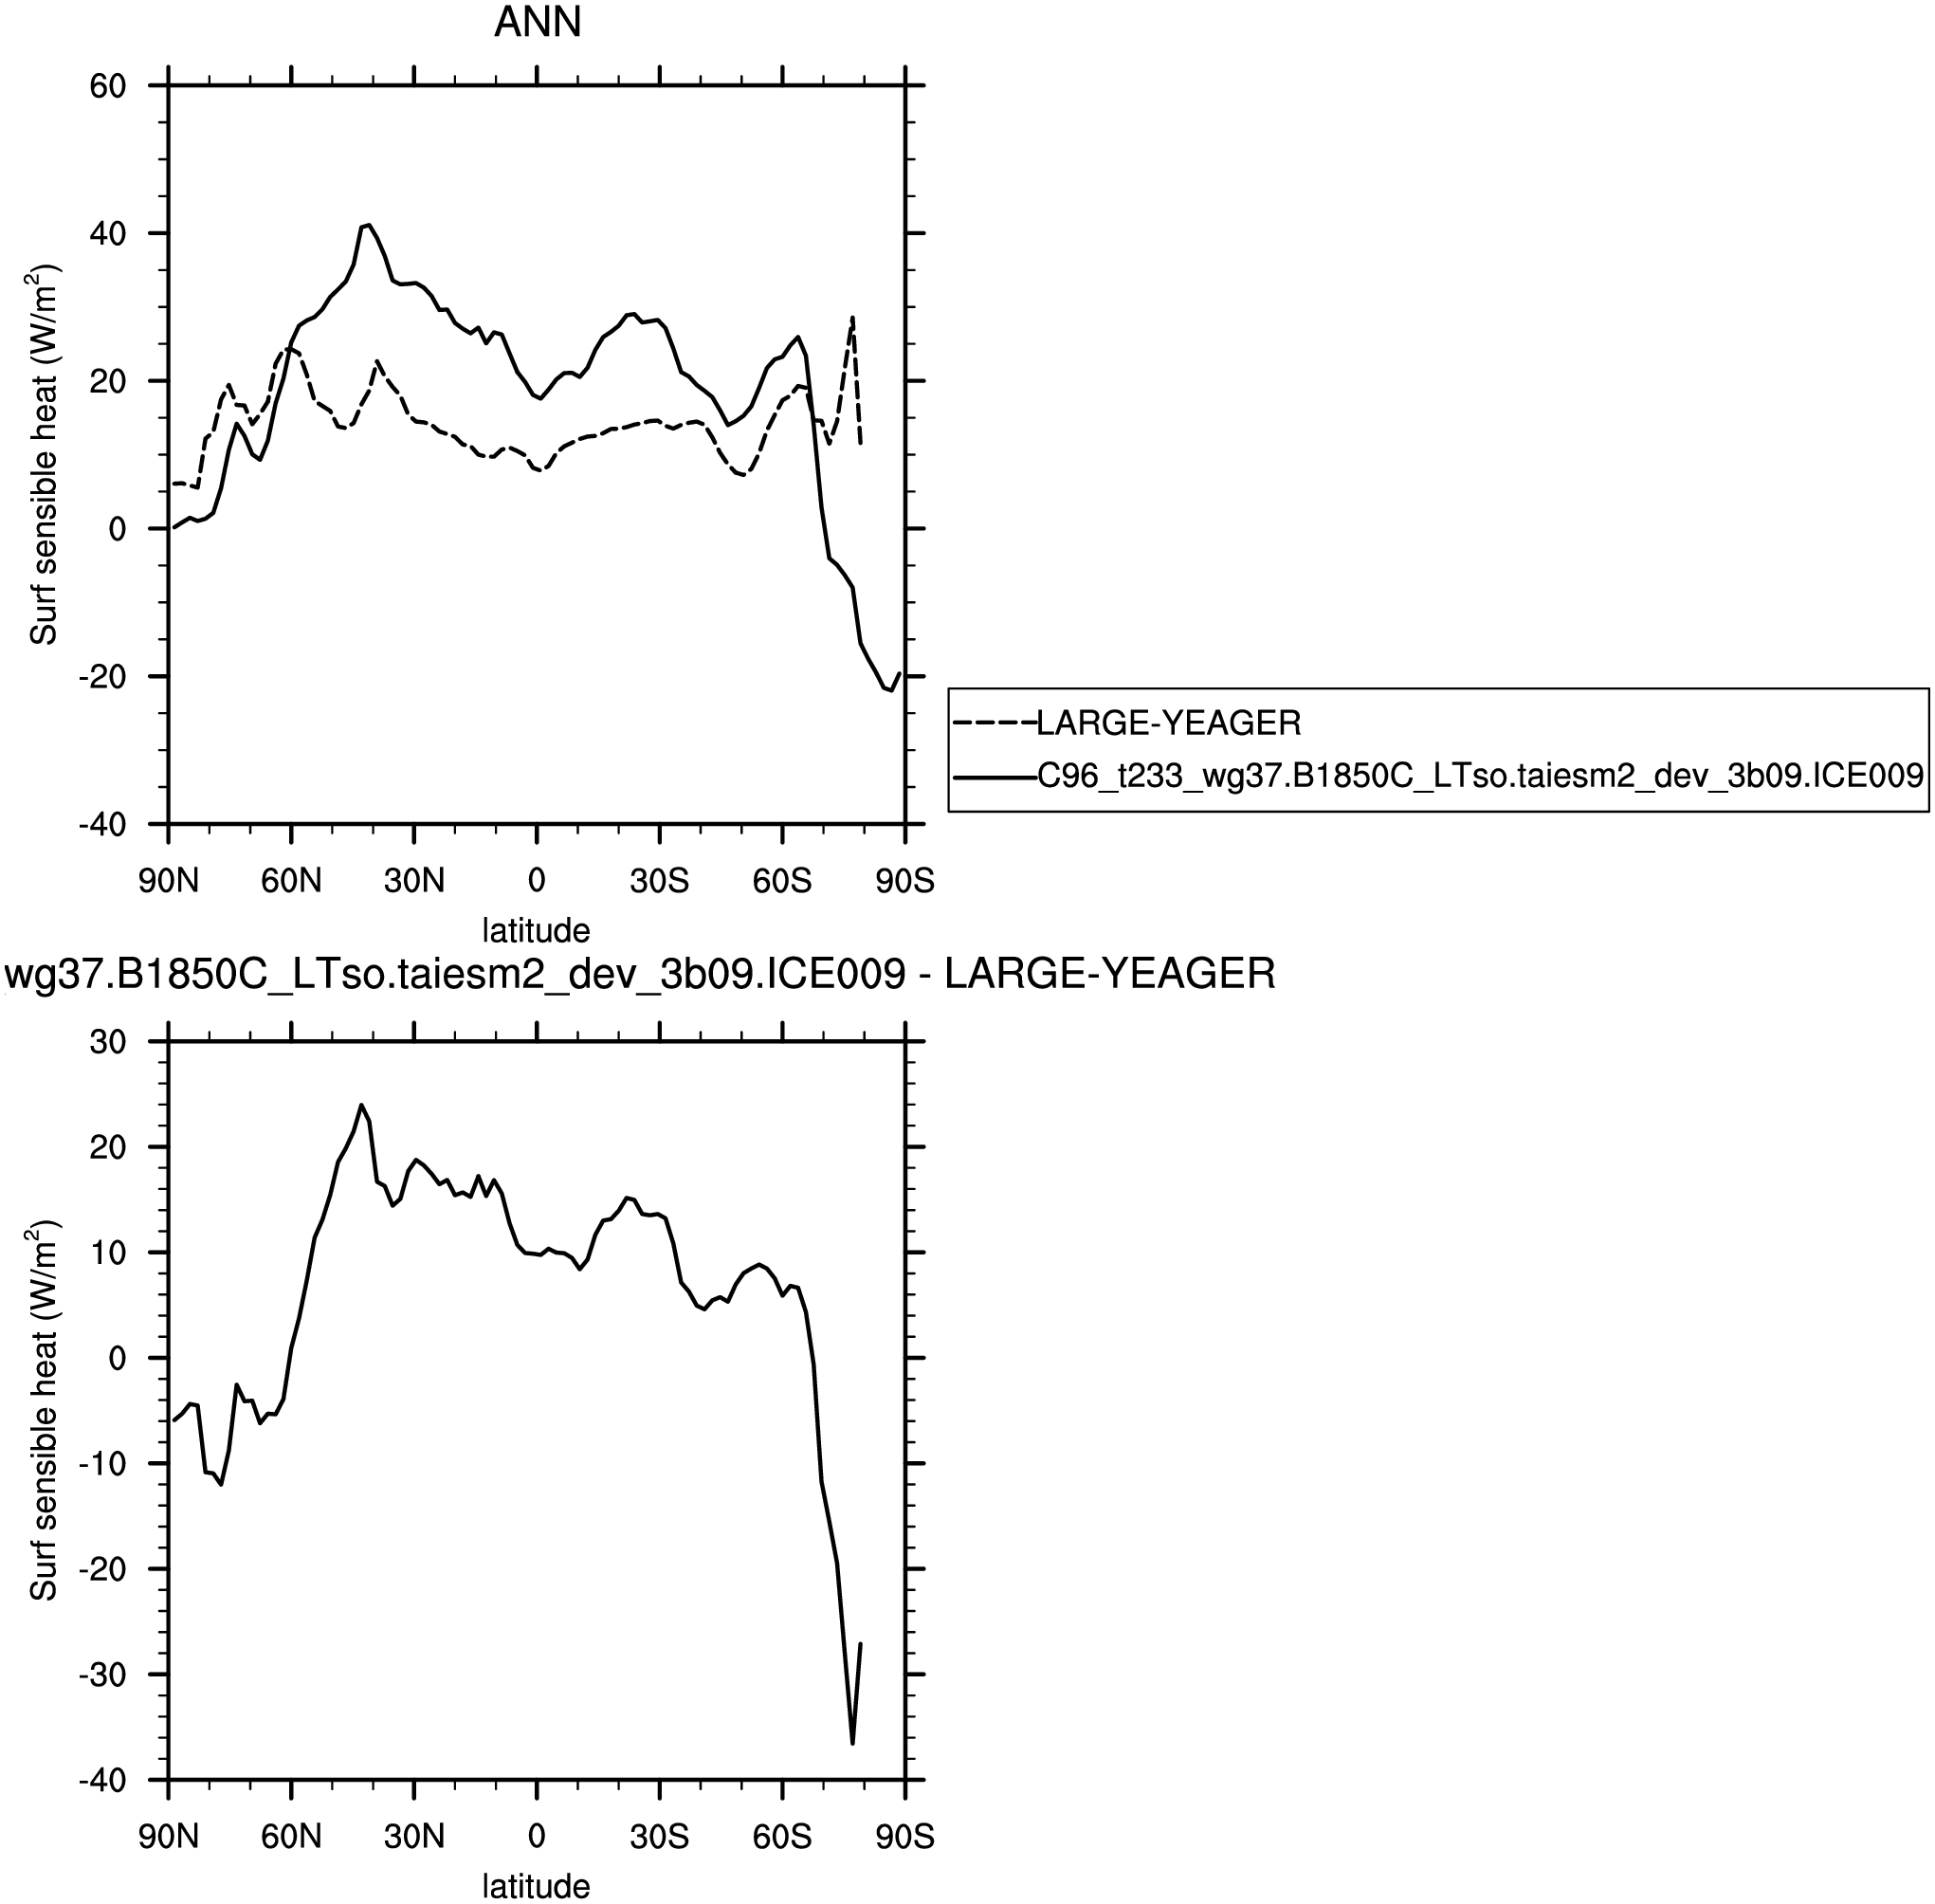 ANN
60
40
20
0
-20
-40
Surf sensible heat (W/m²)
90N 60N 30N 0 30S 60S 90S
latitude
LARGE-YEAGER
C96_t233_wg37.B1850C_LTso.taiesm2_dev_3b09.ICE009
wg37.B1850C_LTso.taiesm2_dev_3b09.ICE009 - LARGE-YEAGER
30
20
10
0
-10
-20
-30
-40
Surf sensible heat (W/m²)
90N 60N 30N 0 30S 60S 90S
latitude